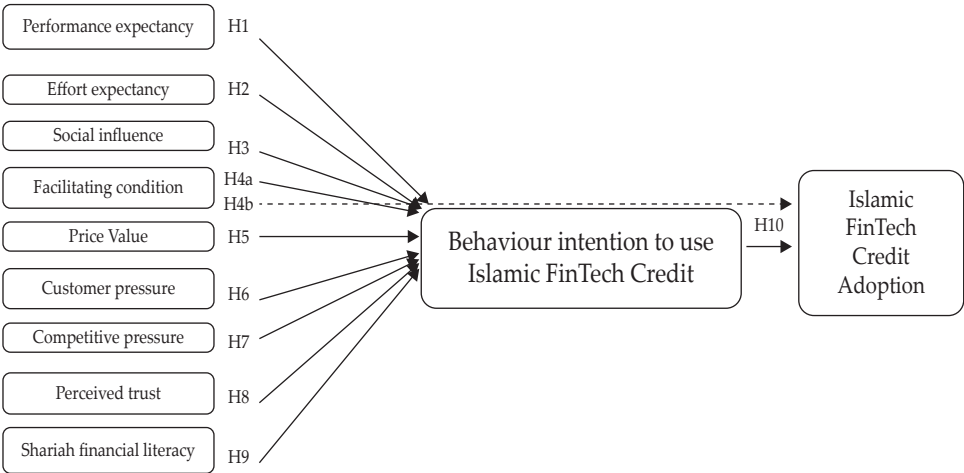 Performance expectancy
H1
Effort expectancy
H2
Social influence
H3
Facilitating condition
H4a
H4b
Price Value
H5
Customer pressure
H6
Competitive pressure
H7
Perceived trust
H8
Shariah financial literacy
H9
Behaviour intention to use
Islamic FinTech Credit
H10
Islamic
FinTech
Credit
Adoption